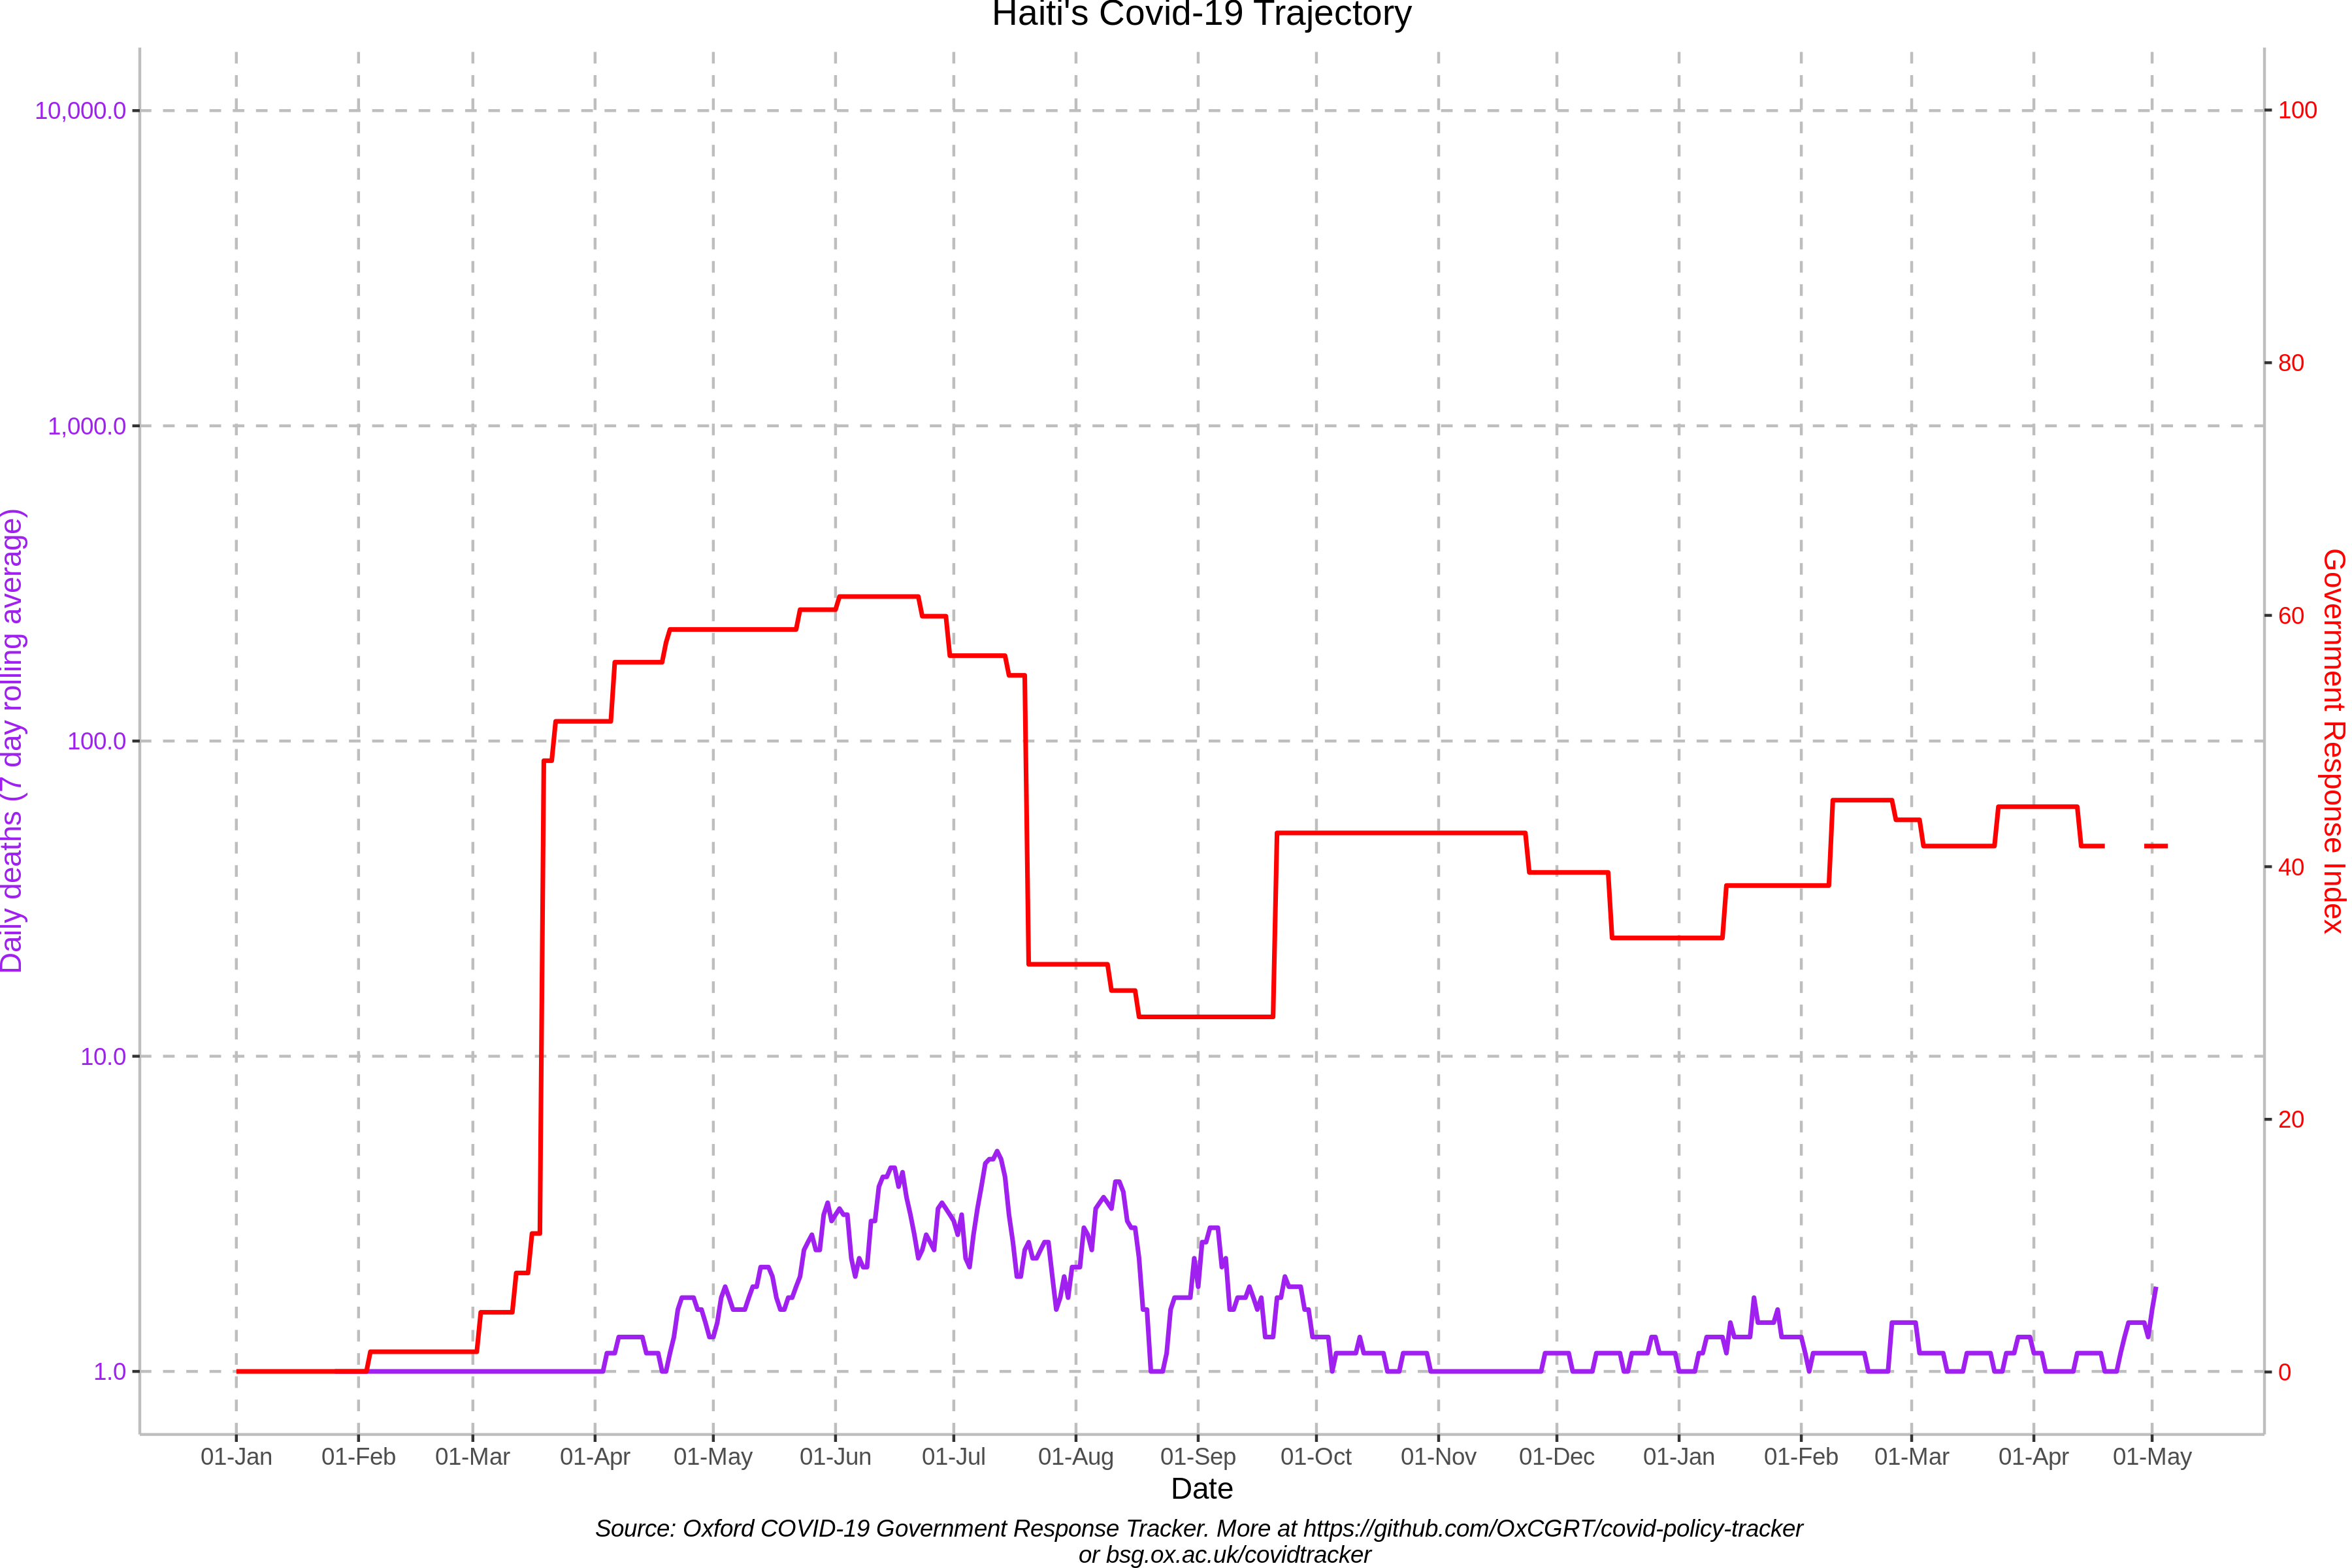 Haiti's Covid-19 Trajectory
10,000.0
1,000.0
100.0
10.0
1.0
Daily deaths (7 day rolling average)
100
80
60
40
20
0
Government Response Index
01-Jan 01-Feb 01-Mar 01-Apr 01-May 01-Jun 01-Jul 01-Aug 01-Sep 01-Oct 01-Nov 01-Dec 01-Jan 01-Feb 01-Mar 01-Apr 01-May
Date
Source: Oxford COVID-19 Government Response Tracker. More at https://github.com/OxCGRT/covid-policy-tracker
or bsg.ox.ac.uk/covidtracker